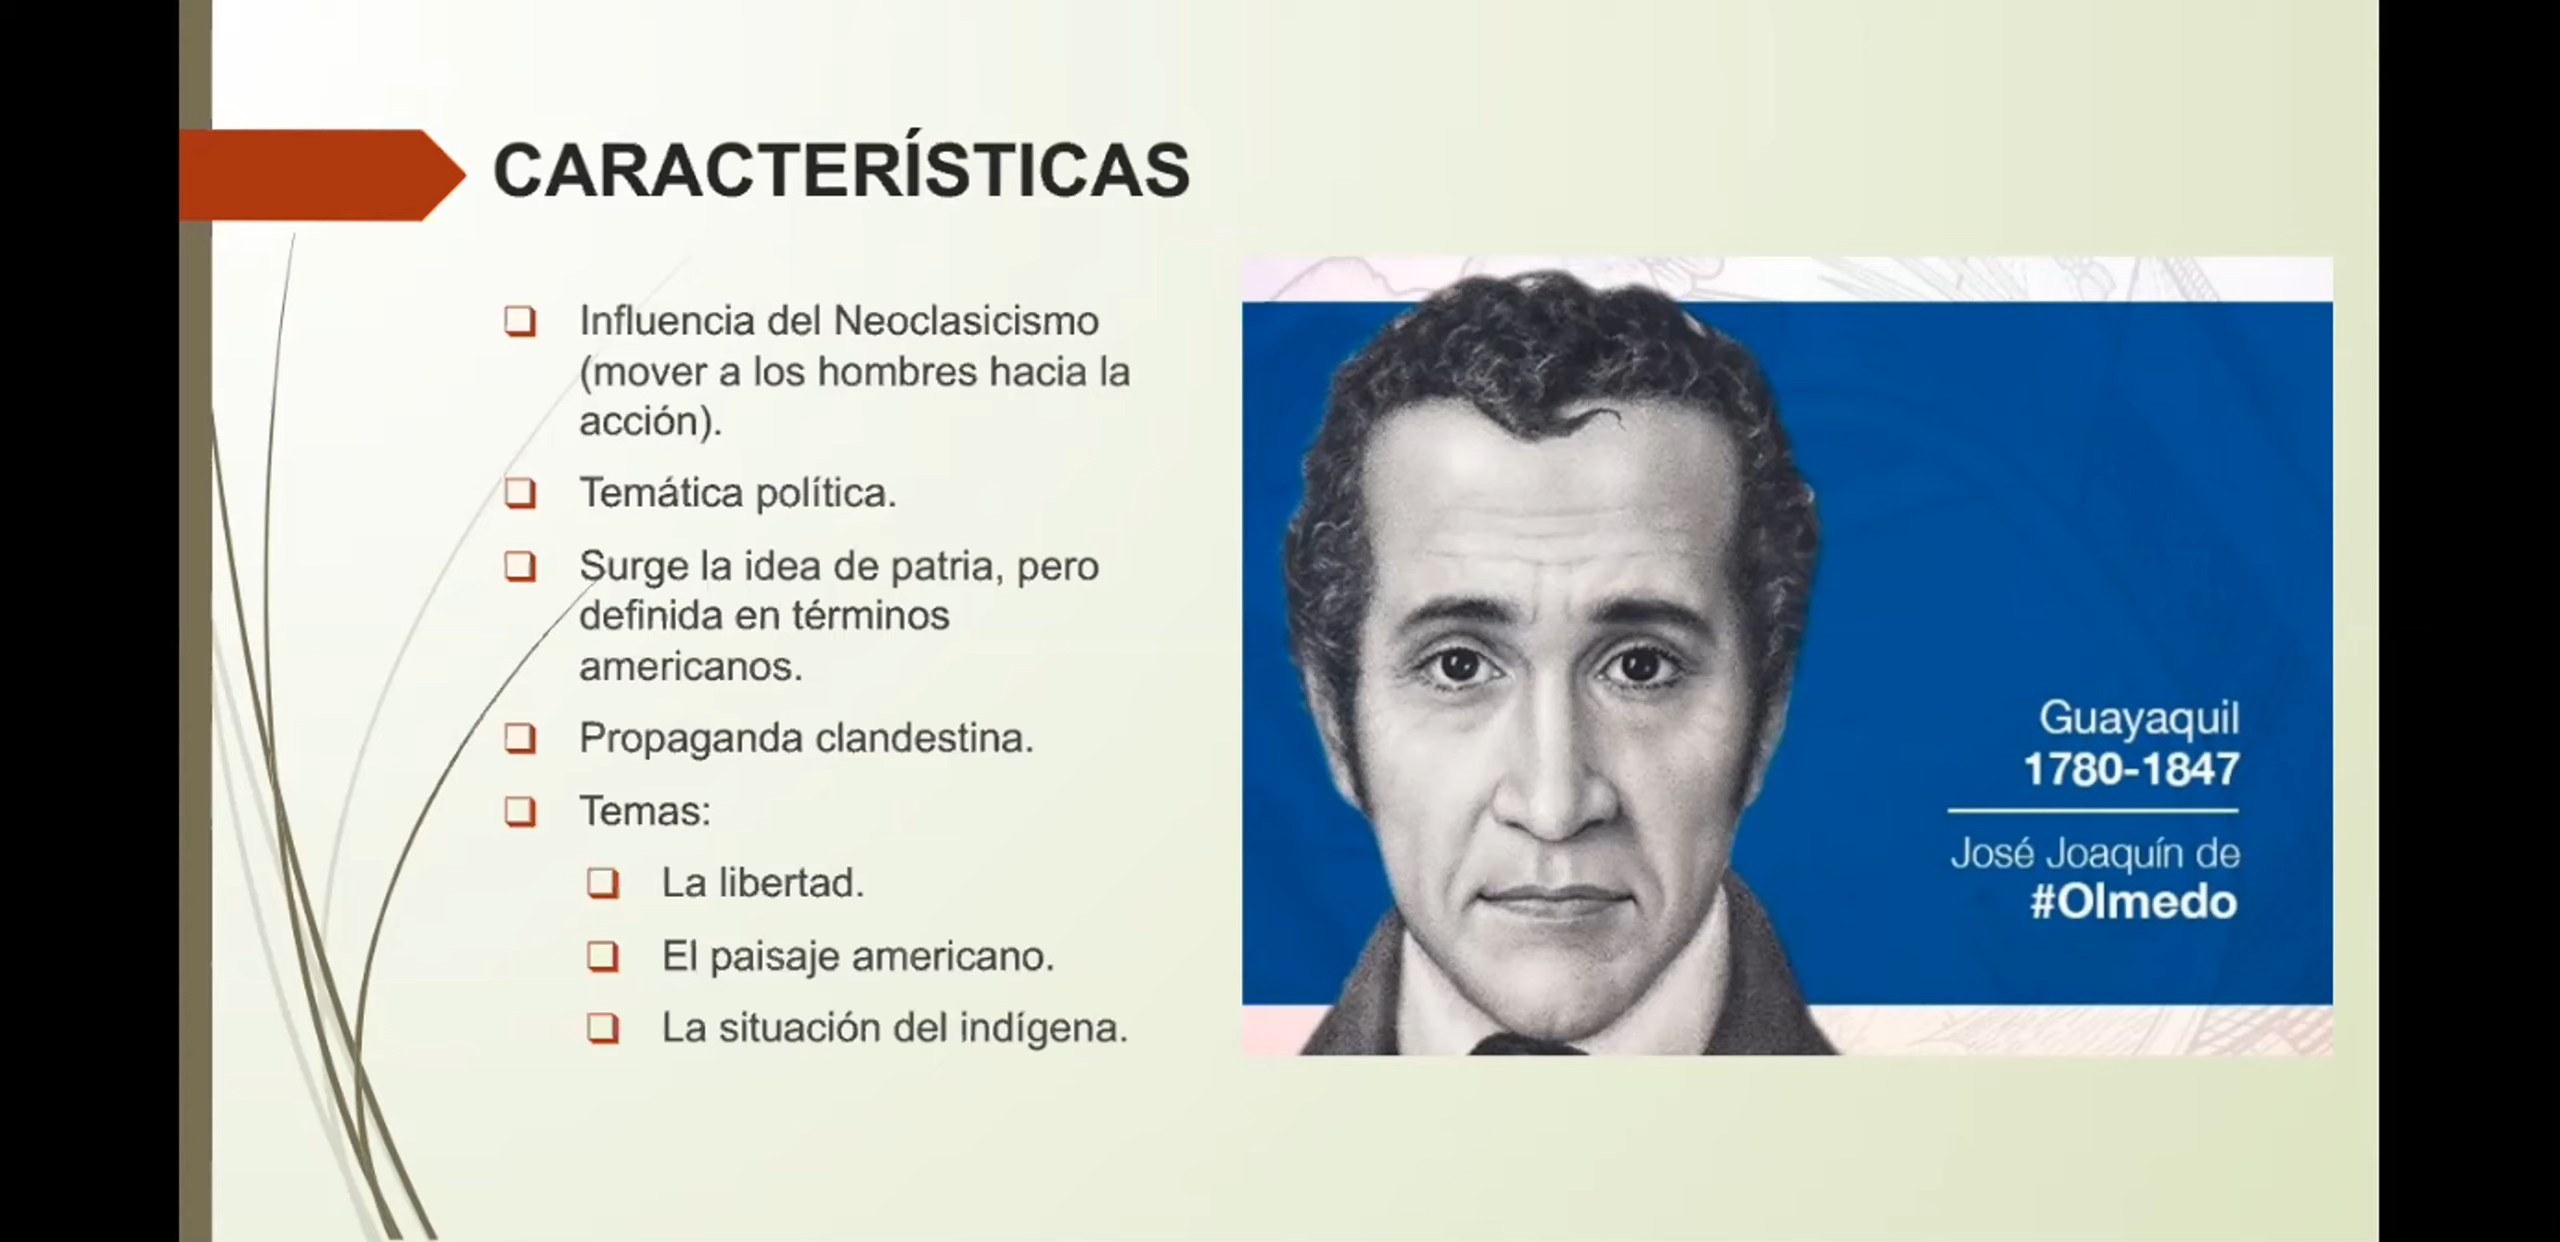 CARACTERÍSTICAS
Influencia del Neoclasicismo
(mover a los hombres hacia la
acción).
Temática política.
Surge la idea de patria, pero
definida en términos
americanos.
Propaganda clandestina.
Temas:
La libertad.
El paisaje americano.
La situación del indígena.
Guayaquil
1780-1847
José Joaquín de
#Olmedo